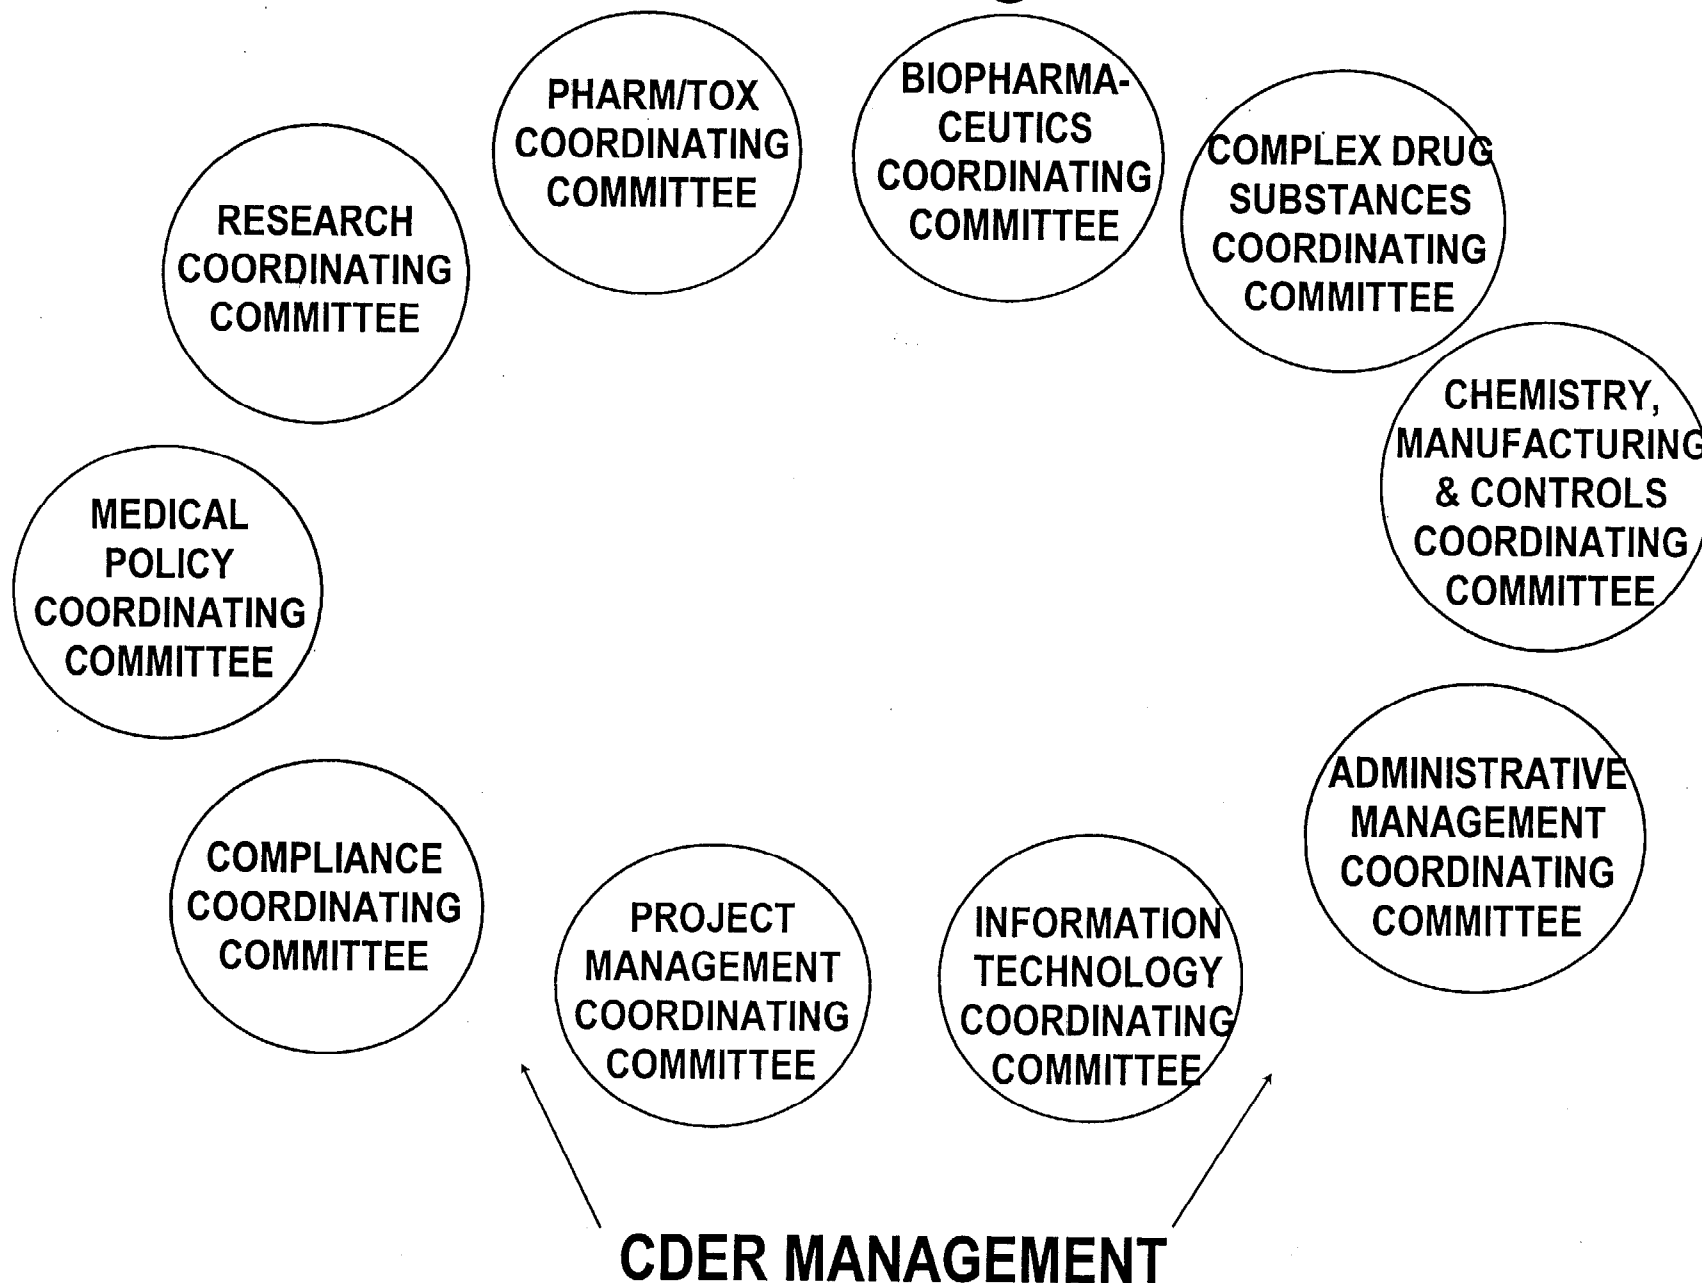 PHARM/TOX
COORDINATING
COMMITTEE
BIOPHARMA-
CEUTICS
COORDINATING
COMMITTEE
COMPLEX DRUG
SUBSTANCES
COORDINATING
COMMITTEE
RESEARCH
COORDINATING
COMMITTEE
CHEMISTRY,
MANUFACTURING
& CONTROLS
COORDINATING
COMMITTEE
MEDICAL
POLICY
COORDINATING
COMMITTEE
ADMINISTRATIVE
MANAGEMENT
COORDINATING
COMMITTEE
COMPLIANCE
COORDINATING
COMMITTEE
PROJECT
MANAGEMENT
COORDINATING
COMMITTEE
INFORMATION
TECHNOLOGY
COORDINATING
COMMITTEE
CDER MANAGEMENT